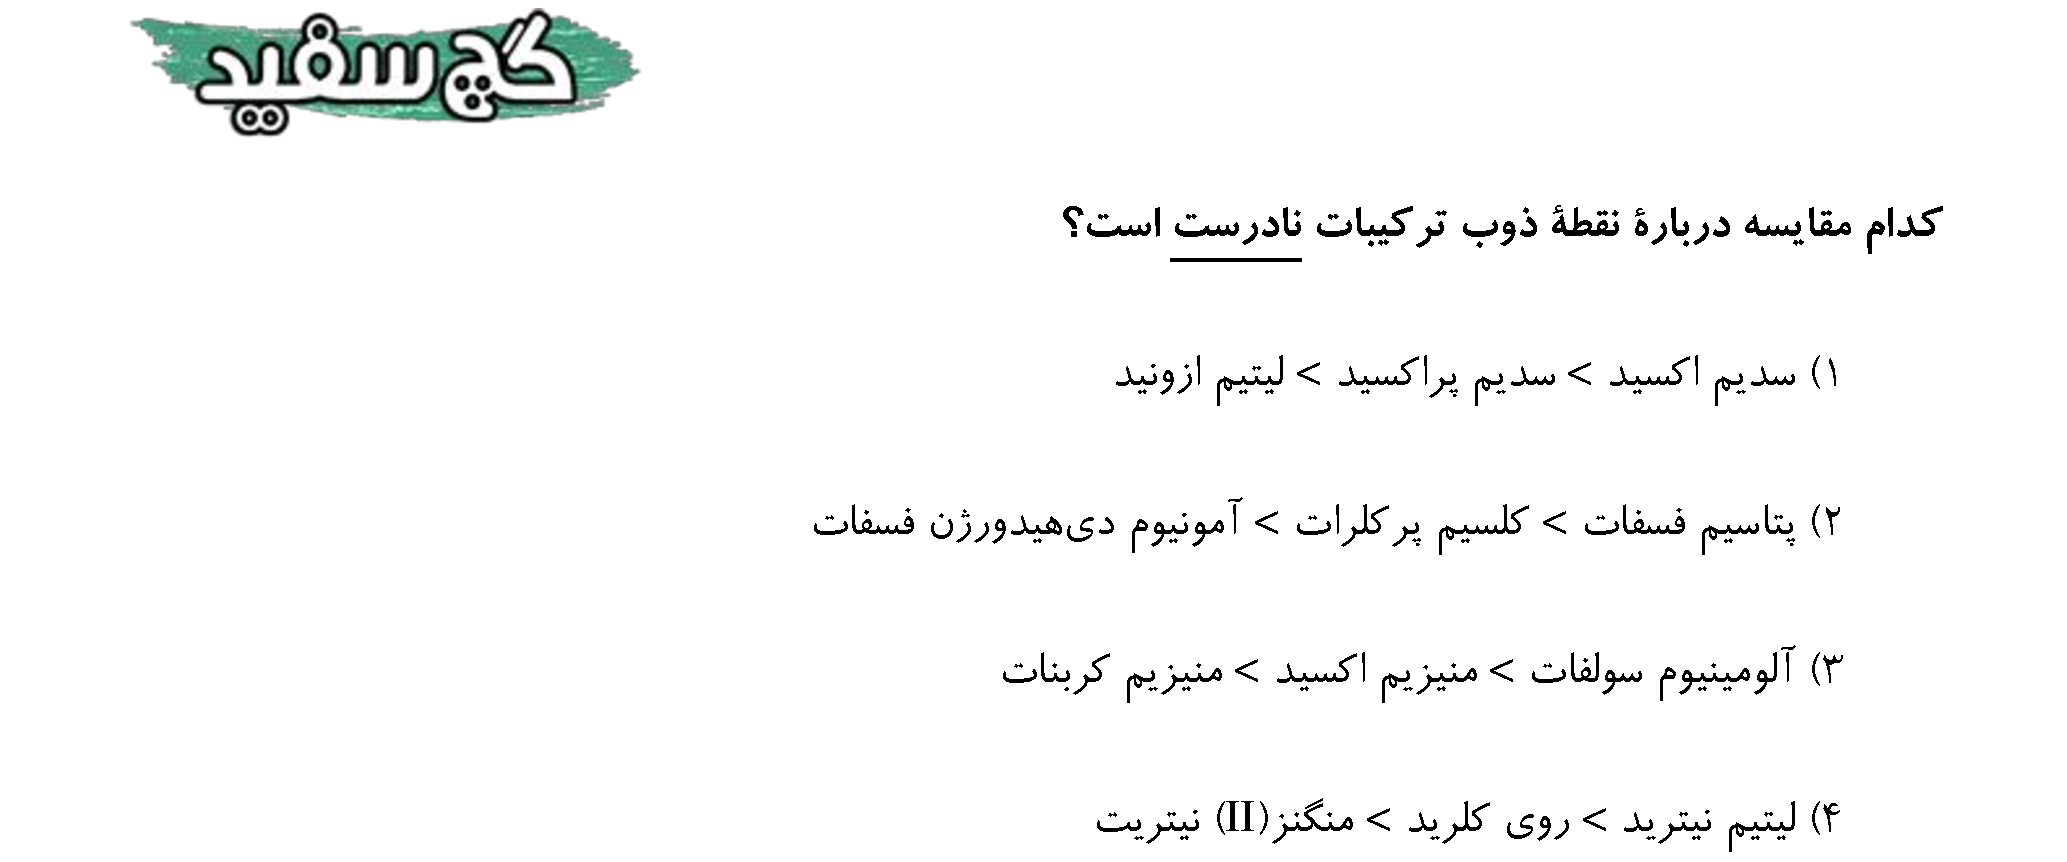 گچ سفید
کدام مقایسه دربارهٔ نقطهٔ ذوب ترکیبات نادرست است؟
۱) سدیم اکسید > سدیم پراکسید > لیتیم ازونید
۲) پتاسیم فسفات > کلسیم پرکلرات > آمونیوم دی‌هیدورژن فسفات
۳) آلومینیوم سولفات > منیزیم اکسید > منیزیم کربنات
۴) لیتیم نیترید > روی کلرید > منگنز(II) نیتریت